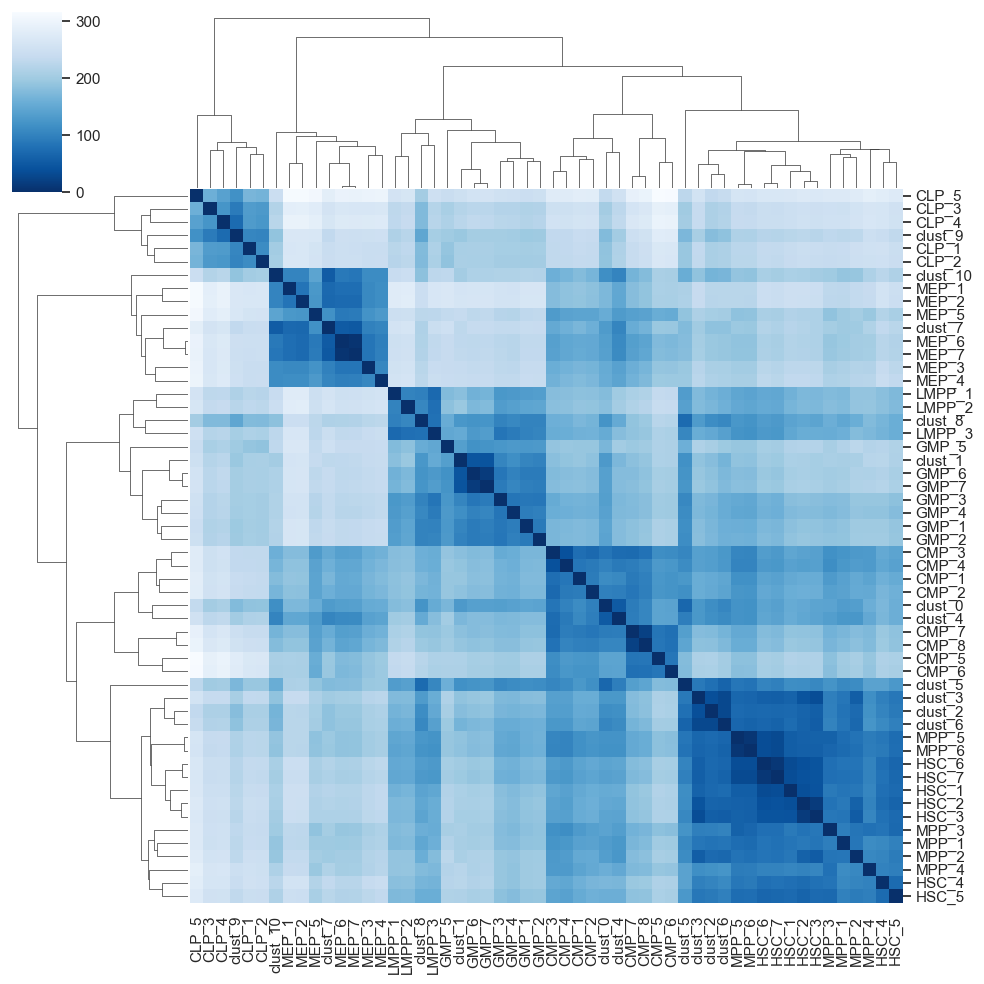 300
200
100
0
CLP_5
CLP_3
CLP_4
clust_9
CLP_1
CLP_2
clust_10
MEP_1
MEP_2
MEP_5
clust_7
MEP_6
MEP_7
MEP_3
MEP_4
LMPP_1
LMPP_2
clust_8
LMPP_3
GMP_5
clust_1
GMP_6
GMP_7
GMP_3
GMP_4
GMP_1
GMP_2
CMP_3
CMP_4
CMP_1
CMP_2
clust_0
clust_4
CMP_7
CMP_8
CMP_5
CMP_6
clust_5
clust_3
clust_2
clust_6
MPP_5
MPP_6
HSC_6
HSC_7
HSC_1
HSC_2
HSC_3
MPP_3
MPP_1
MPP_2
MPP_4
HSC_4
HSC_5
CLP_5
CLP_3
CLP_4
clust_9
CLP_1
CLP_2
clust_10
MEP_1
MEP_2
MEP_5
clust_7
MEP_6
MEP_7
MEP_3
MEP_4
LMPP_1
LMPP_2
clust_8
LMPP_3
GMP_5
clust_1
GMP_6
GMP_7
GMP_3
GMP_4
GMP_1
GMP_2
CMP_3
CMP_4
CMP_1
CMP_2
clust_0
clust_4
CMP_7
CMP_8
CMP_5
CMP_6
clust_5
clust_3
clust_2
clust_6
MPP_5
MPP_6
HSC_6
HSC_7
HSC_1
HSC_2
HSC_3
MPP_3
MPP_1
MPP_2
MPP_4
HSC_4
HSC_5